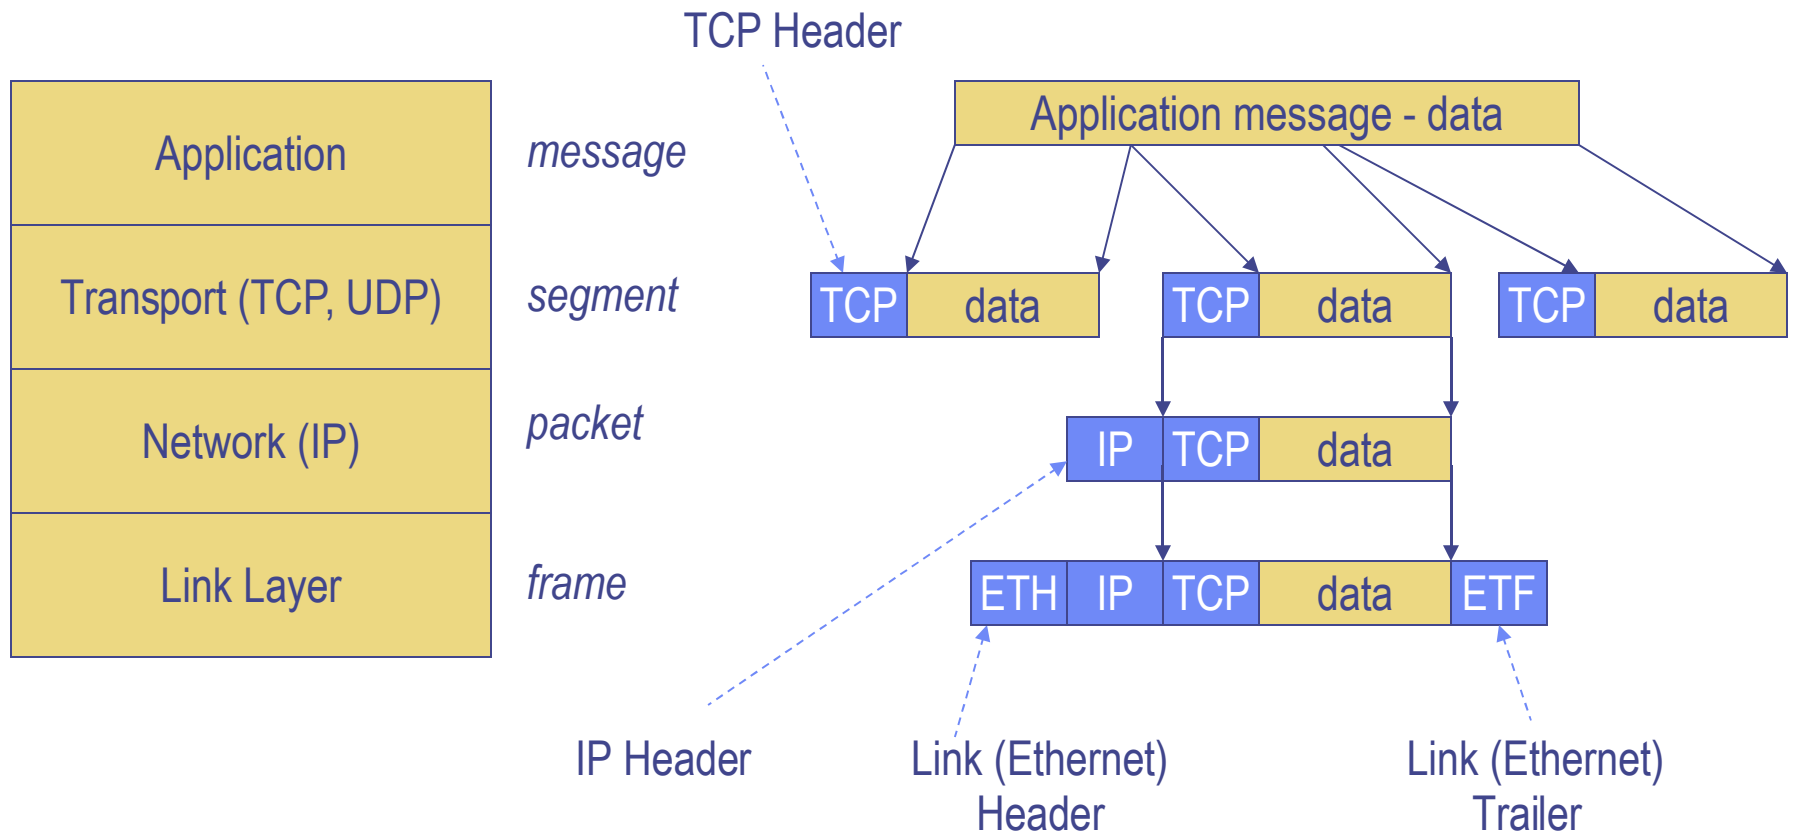 TCP Header
Application message - data
Application
message
Transport (TCP, UDP)
segment
TCP data
TCP data
TCP data
Network (IP)
packet
IP TCP data
Link Layer
frame
ETH IP TCP data ETF
IP Header
Link (Ethernet)
Header
Link (Ethernet)
Trailer